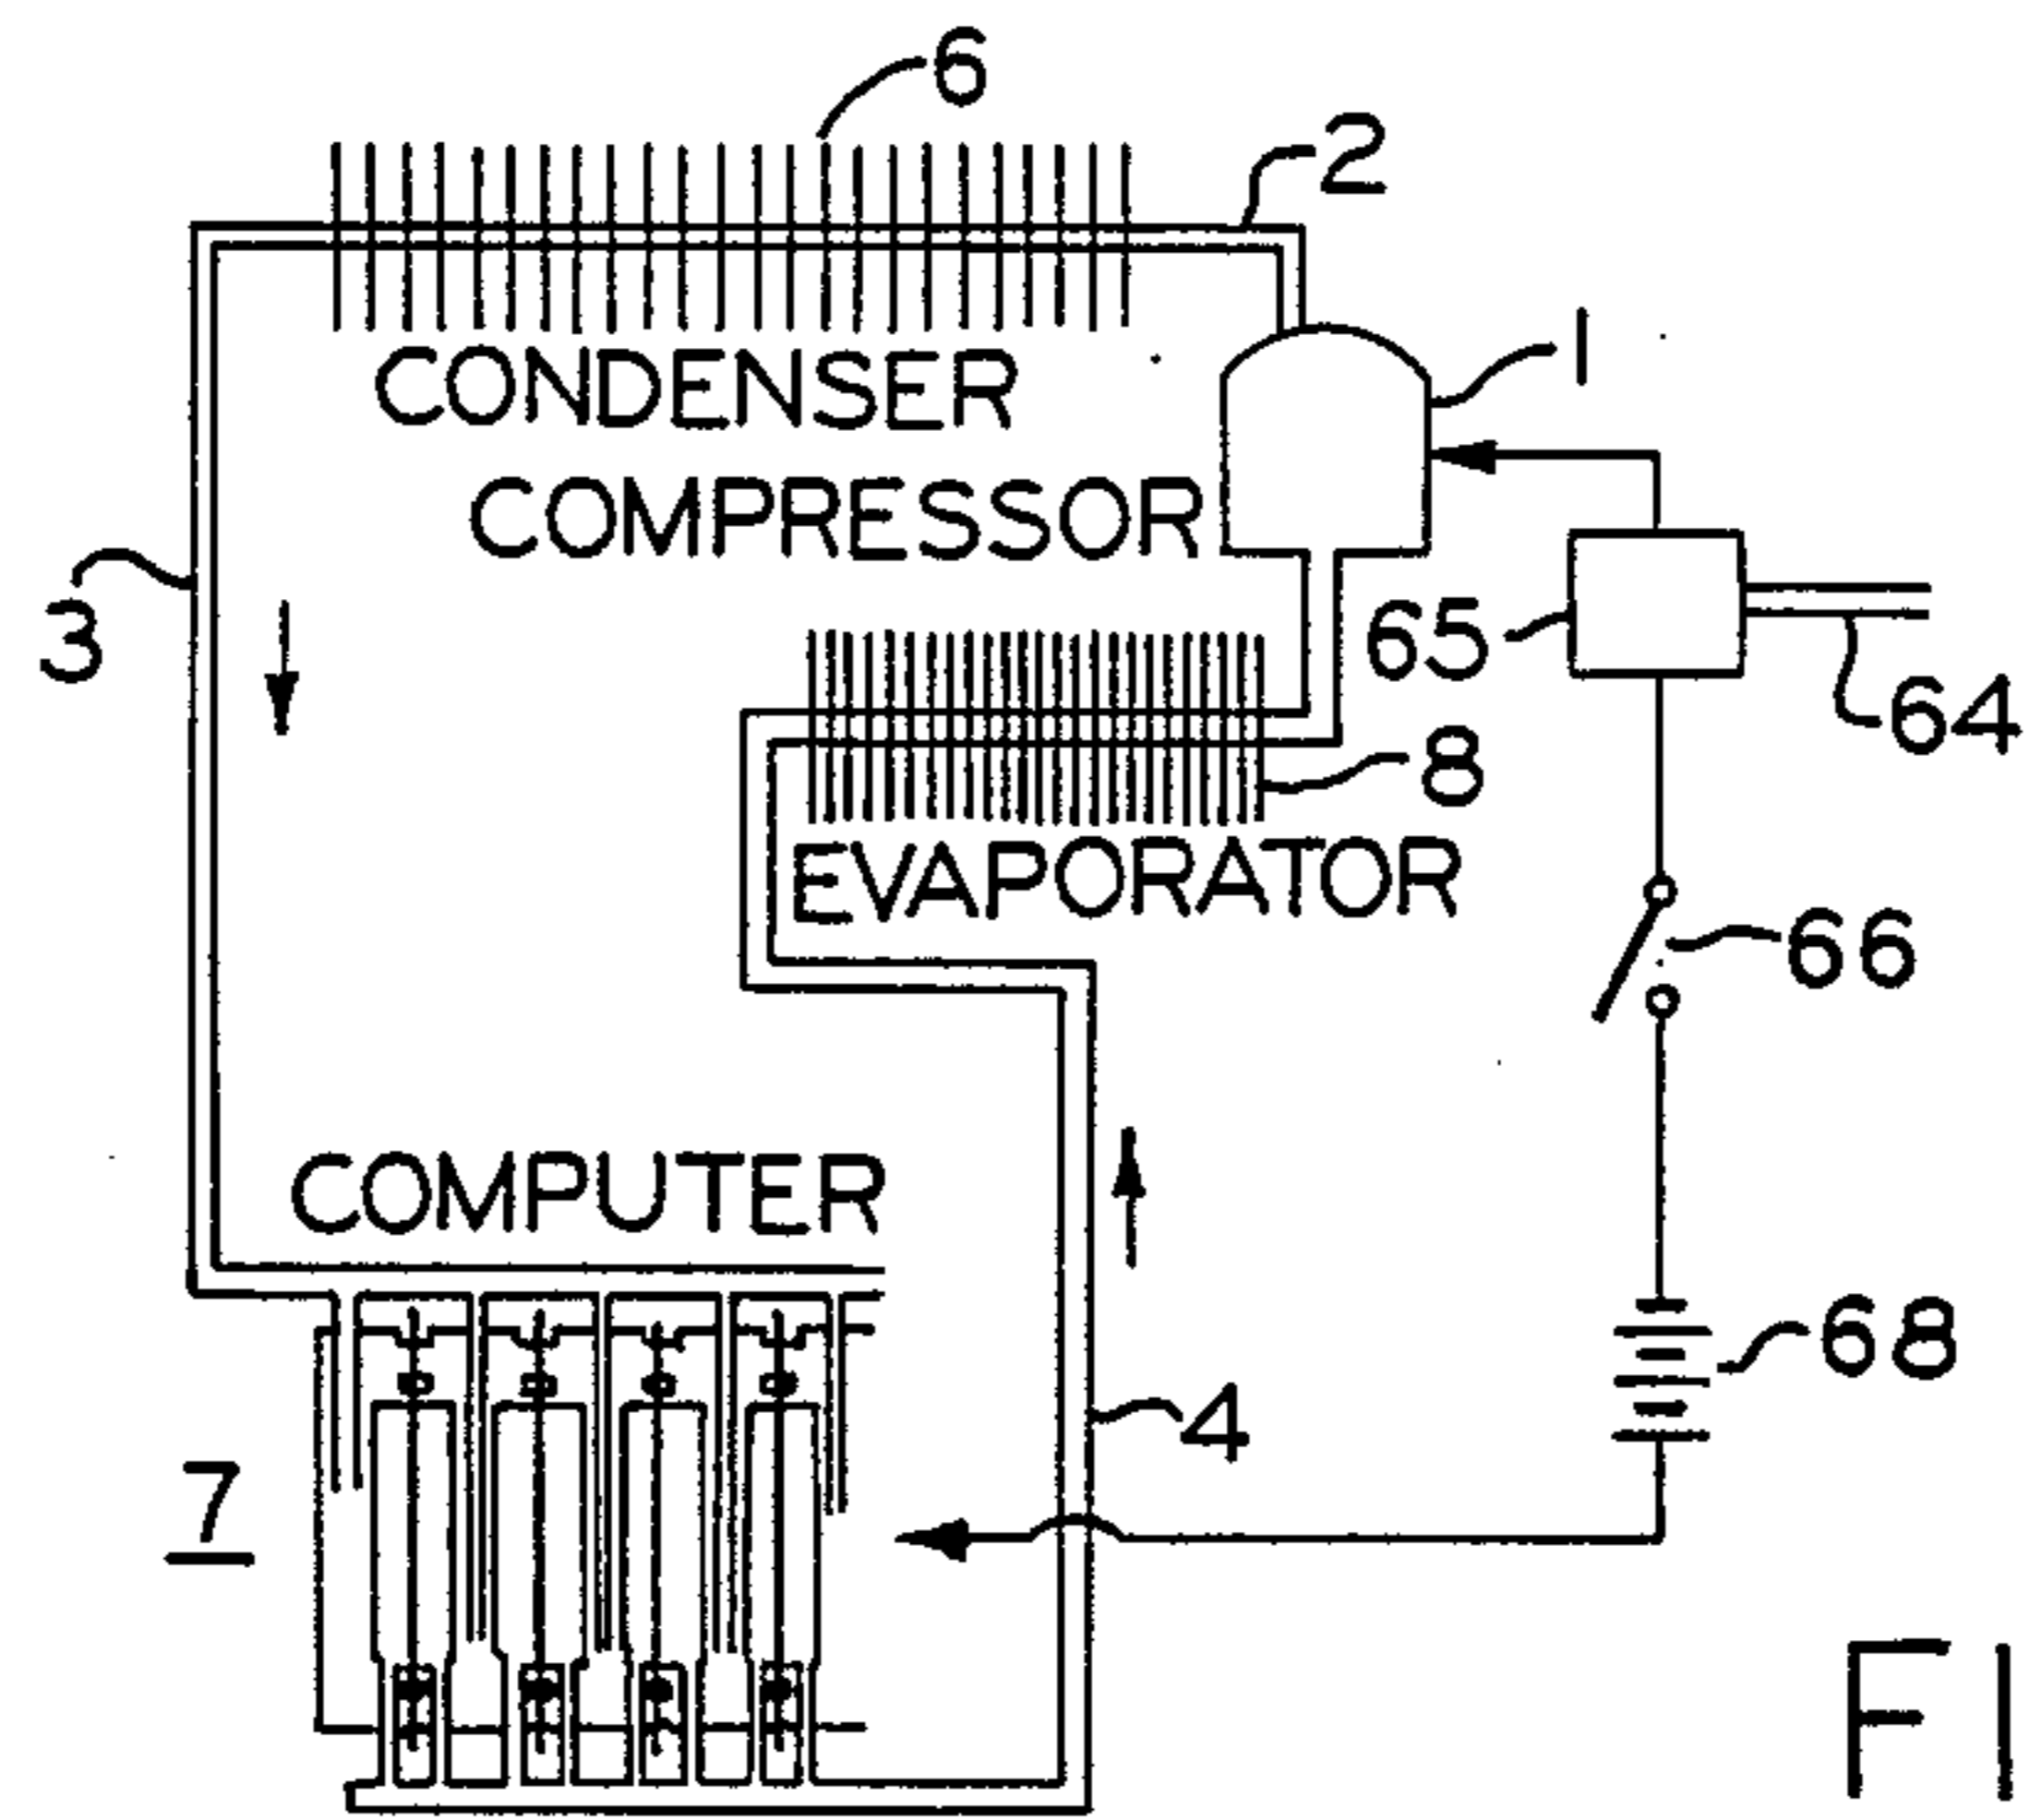 6
2
CONDENSER
1
COMPRESSOR
3
65
64
8
EVAPORATOR
66
COMPUTER
68
4
7
FI